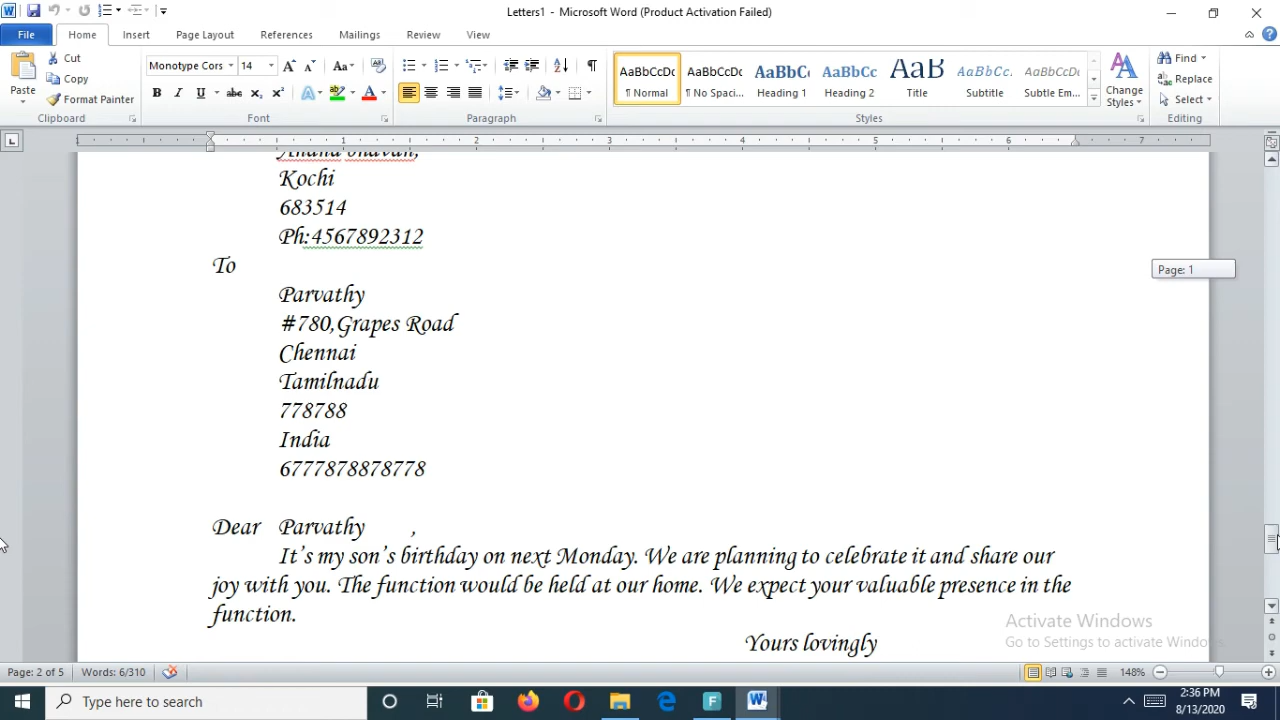 Letters1 - Microsoft Word (Product Activation Failed)
File Home Insert Page Layout References Mailings Review View
Paste
Cut
Copy
Format Painter
Clipboard
Monotype Cors 14
Font
Paragraph
AaBbCcDc AaBbCcDc AaBbC AaBbCc AaB AaBbCc. AaBbCcDc
¶ Normal ¶ No Spaci... Heading 1 Heading 2 Title Subtitle Subtle Em...
Change Styles
Styles
Find
Replace
Select
Editing
Anand bhavan,
Kochi
683514
Ph:4567892312
To
Page: 1
Parvathy
#780,Grapes Road
Chennai
Tamilnadu
778788
India
6777878878778
Dear Parvathy ,
It's my son's birthday on next Monday. We are planning to celebrate it and share our
joy with you. The function would be held at our home. We expect your valuable presence in the
function.
Yours lovingly
Activate Windows
Go to Settings to activate Windows.
Page: 2 of 5 Words: 6/310 148%
Type here to search
2:36 PM
8/13/2020